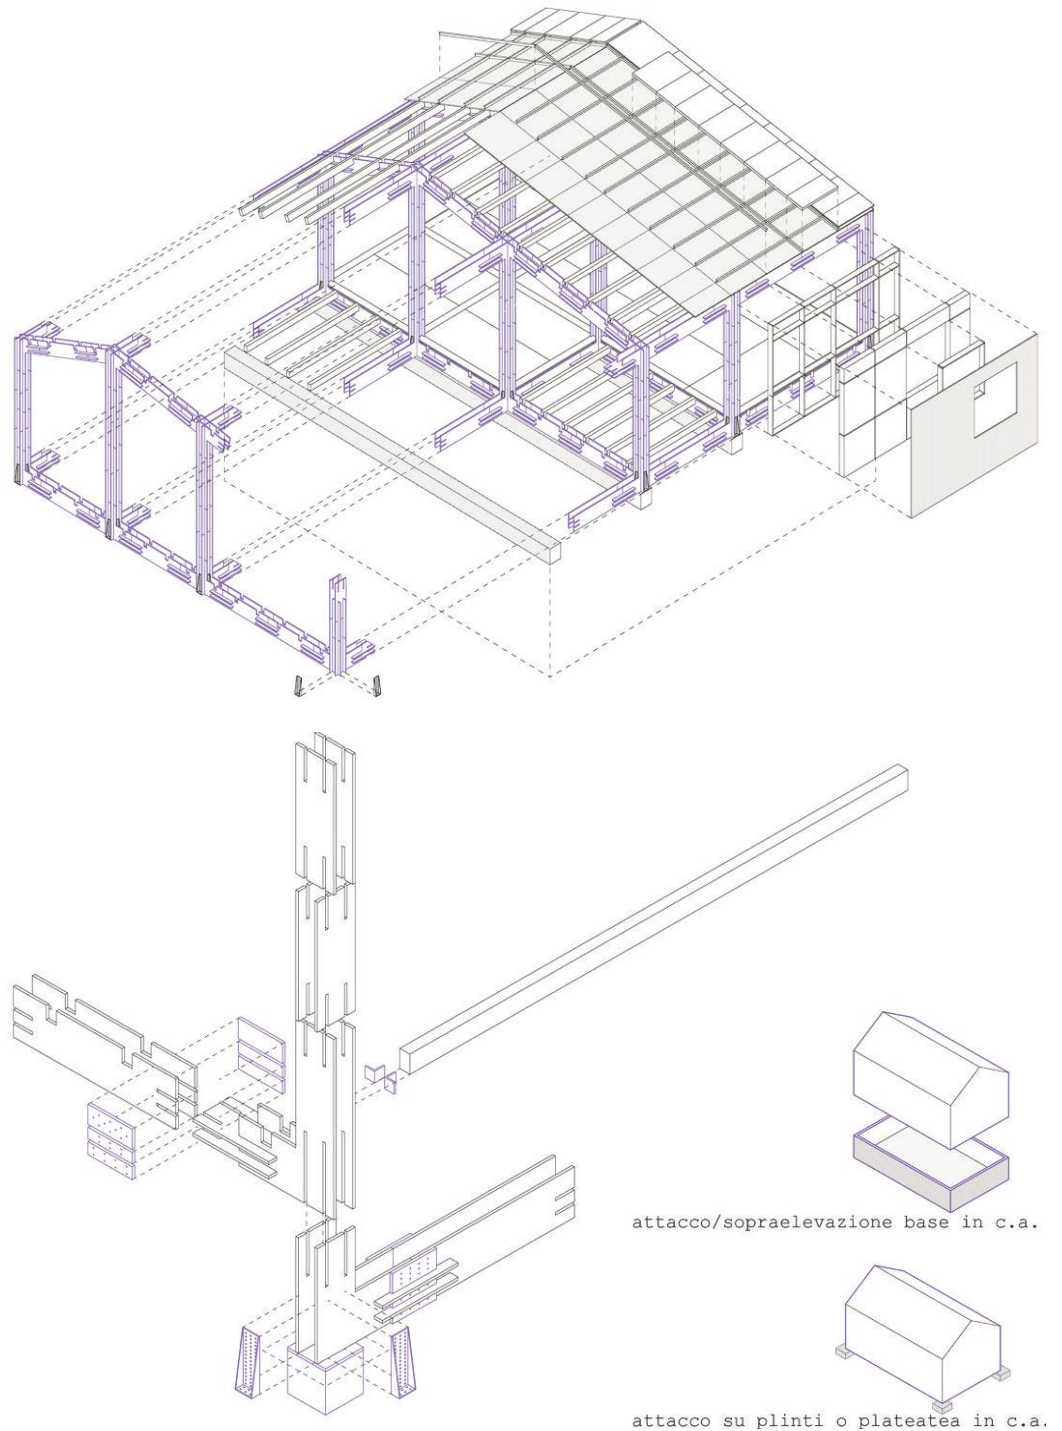 attacco/sopraelevazione base in c.a.
attacco su plinti o plateatea in c.a.